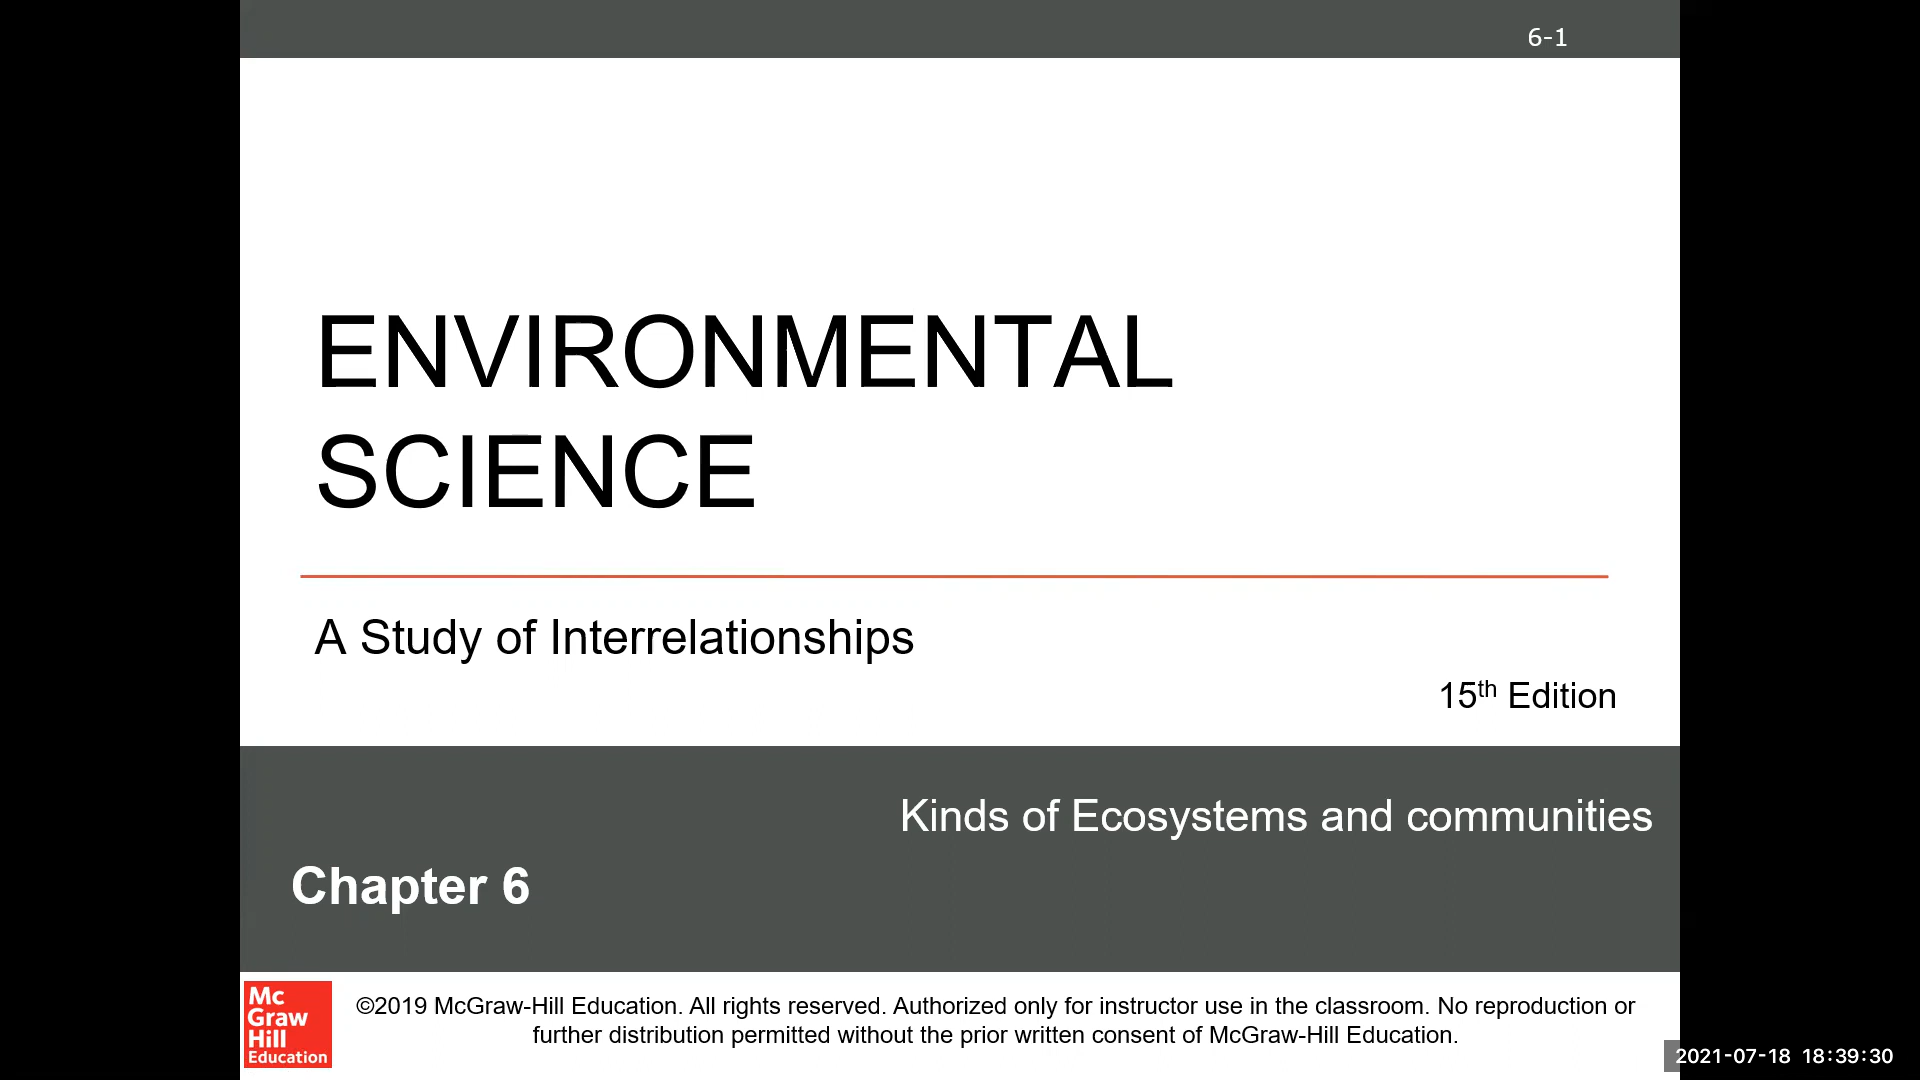 6-1
ENVIRONMENTAL
SCIENCE
A Study of Interrelationships
15th Edition
Kinds of Ecosystems and communities
Chapter 6
Mc
Graw
Hill
Education
©2019 McGraw-Hill Education. All rights reserved. Authorized only for instructor use in the classroom. No reproduction or
further distribution permitted without the prior written consent of McGraw-Hill Education.
2021-07-18 18:39:30